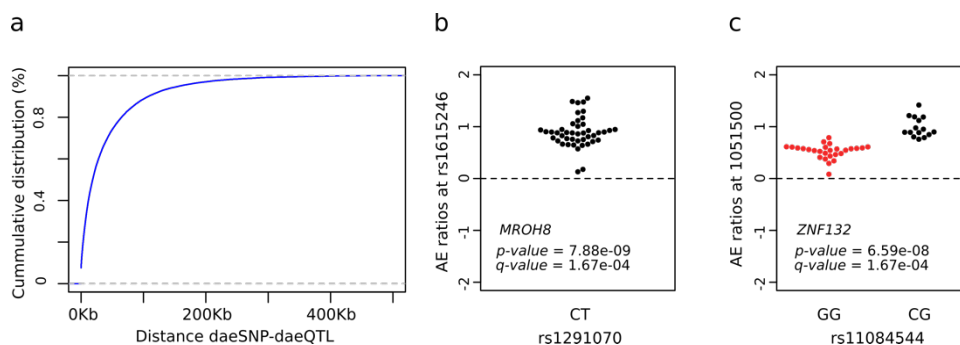 a
Cummulative distribution (%)
0.8
0.4
0
0Kb
200Kb
400Kb
Distance daeSNP-daeQTL
b
AE ratios at rs1615246
2
1
0
-1
-2
MROH8
p-value = 7.88e-09
q-value = 1.67e-04
CT
rs1291070
c
AE ratios at 1051500
2
1
0
-1
-2
ZNF132
p-value = 6.59e-08
q-value = 1.67e-04
GG CG
rs11084544